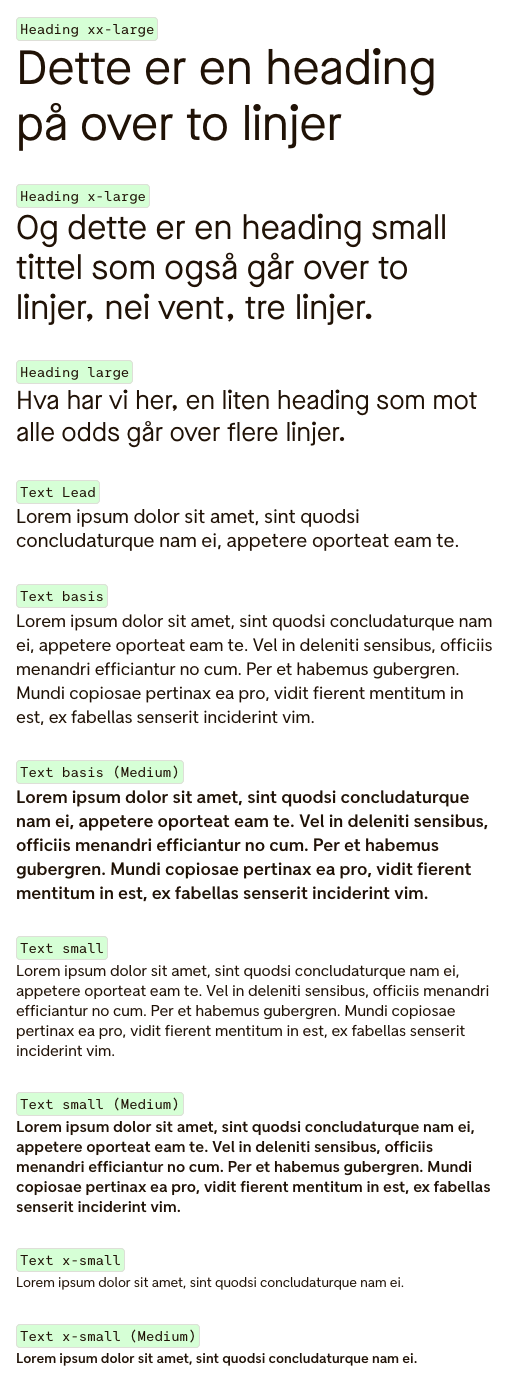 Heading xx-large
Dette er en heading
på over to linjer
Heading x-large
Og dette er en heading small
tittel som også går over to
linjer, nei vent, tre linjer.
Heading large
Hva har vi her, en liten heading som mot
alle odds går over flere linjer.
Text Lead
Lorem ipsum dolor sit amet, sint quodsi
concludaturque nam ei, appetere oporteat eam te.
Text basis
Lorem ipsum dolor sit amet, sint quodsi concludaturque nam
ei, appetere oporteat eam te. Vel in deleniti sensibus, officiis
menandri efficiantur no cum. Per et habemus gubergren.
Mundi copiosae pertinax ea pro, vidit fierent mentitum in
est, ex fabellas senserit inciderint vim.
Text basis (Medium)
Lorem ipsum dolor sit amet, sint quodsi concludaturque
nam ei, appetere oporteat eam te. Vel in deleniti sensibus,
officiis menandri efficiantur no cum. Per et habemus
gubergren. Mundi copiosae pertinax ea pro, vidit fierent
mentitum in est, ex fabellas senserit inciderint vim.
Text small
Lorem ipsum dolor sit amet, sint quodsi concludaturque nam ei,
appetere oporteat eam te. Vel in deleniti sensibus, officiis menandri
efficiantur no cum. Per et habemus gubergren. Mundi copiosae
pertinax ea pro, vidit fierent mentitum in est, ex fabellas senserit
inciderint vim.
Text small (Medium)
Lorem ipsum dolor sit amet, sint quodsi concludaturque nam ei,
appetere oporteat eam te. Vel in deleniti sensibus, officiis
menandri efficiantur no cum. Per et habemus gubergren. Mundi
copiosae pertinax ea pro, vidit fierent mentitum in est, ex fabellas
senserit inciderint vim.
Text x-small
Lorem ipsum dolor sit amet, sint quodsi concludaturque nam ei.
Text x-small (Medium)
Lorem ipsum dolor sit amet, sint quodsi concludaturque nam ei.